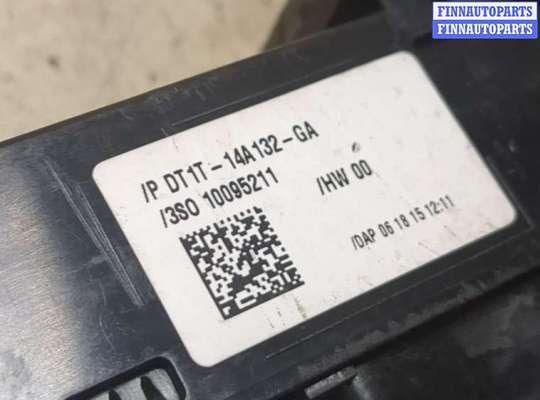 FINNAUTOPARTS
FINNAUTOPARTS
/P DT1T-14A132-GA
/3SO 10095211
/HW 00
/DAP 06 18 15 12:11